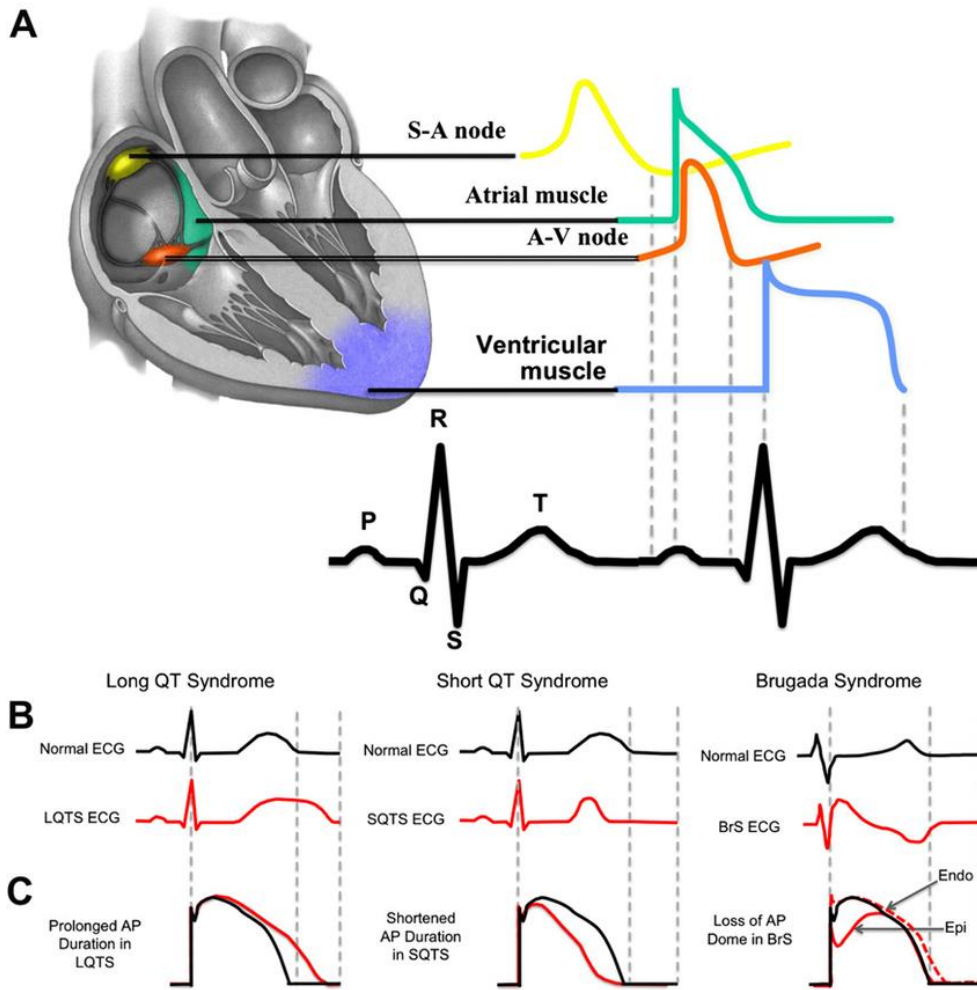 A
S-A node
Atrial muscle
A-V node
Ventricular
muscle
R
P
T
Q
S
Long QT Syndrome
Short QT Syndrome
Brugada Syndrome
B
Normal ECG
Normal ECG
Normal ECG
LQTS ECG
SQTS ECG
BrS ECG
C
Prolonged AP
Duration in
LQTS
Shortened
AP Duration
in SQTS
Loss of AP
Dome in BrS
Endo
Epi